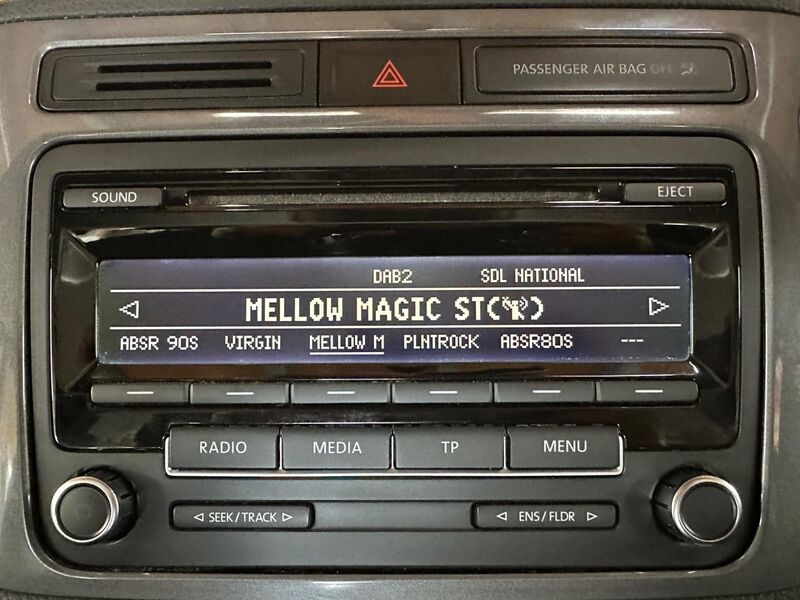 PASSENGER AIR BAG OFF
SOUND
EJECT
DAB2 SDL NATIONAL
MELLOW MAGIC ST( )
ABSR 90S VIRGIN MELLOW M PLNTROCK ABSR80S ---
RADIO MEDIA TP MENU
SEEK/TRACK ENS/FLDR